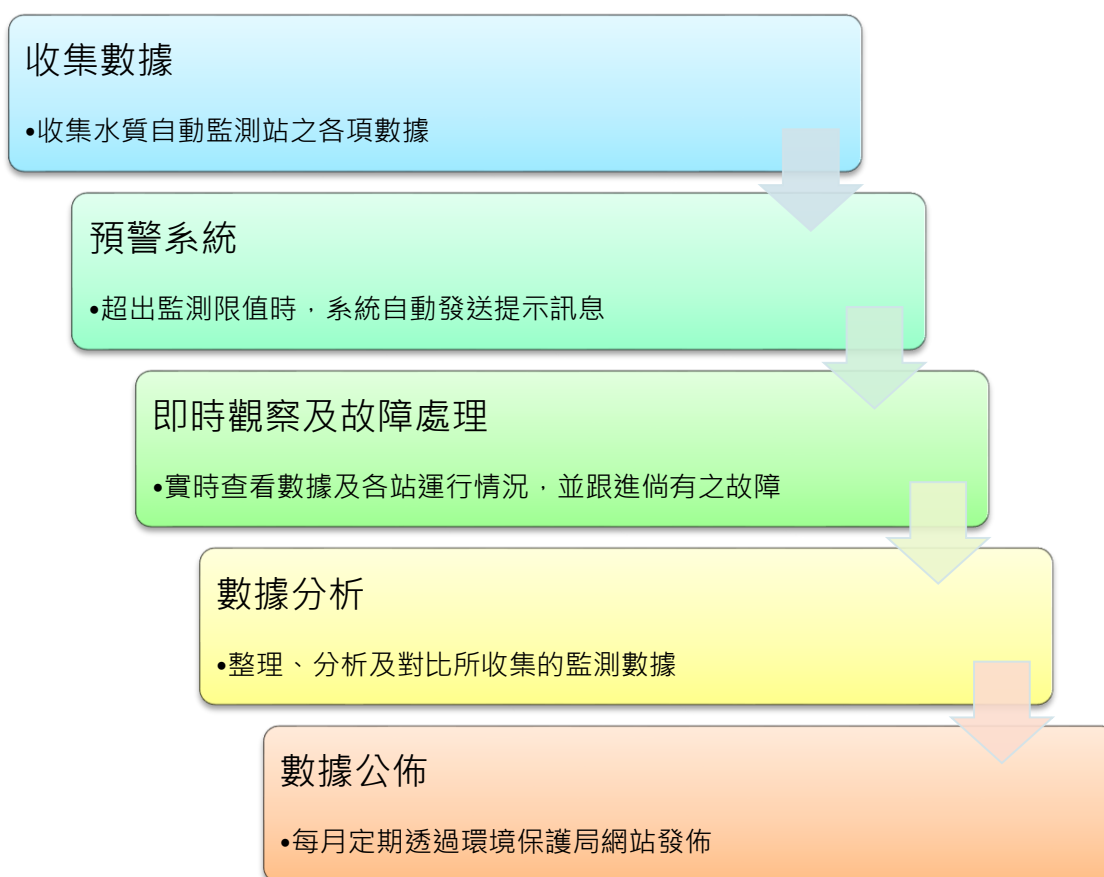 收集數據
•收集水質自動監測站之各項數據
預警系統
•超出監測限值時，系統自動發送提示訊息
即時觀察及故障處理
•實時查看數據及各站運行情況，並跟進倘有之故障
數據分析
•整理、分析及對比所收集的監測數據
數據公佈
•每月定期透過環境保護局網站發佈